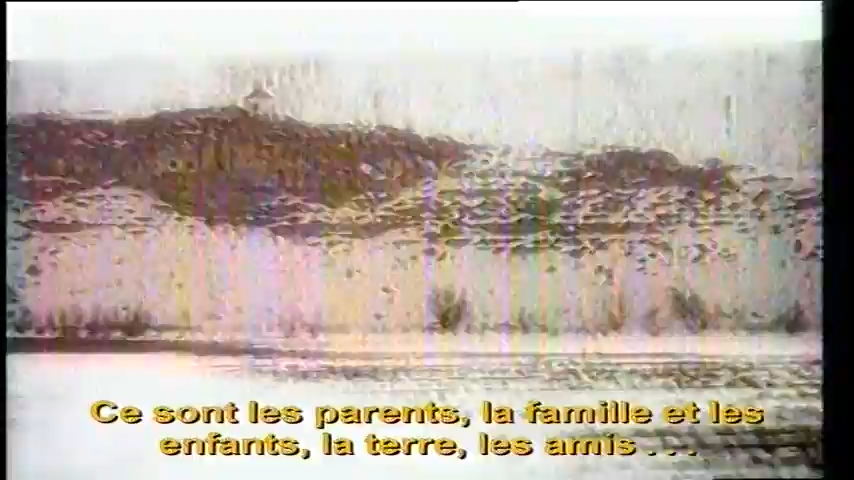 Ce sont les parents, la famille et les
enfants, la terre, les amis . . .